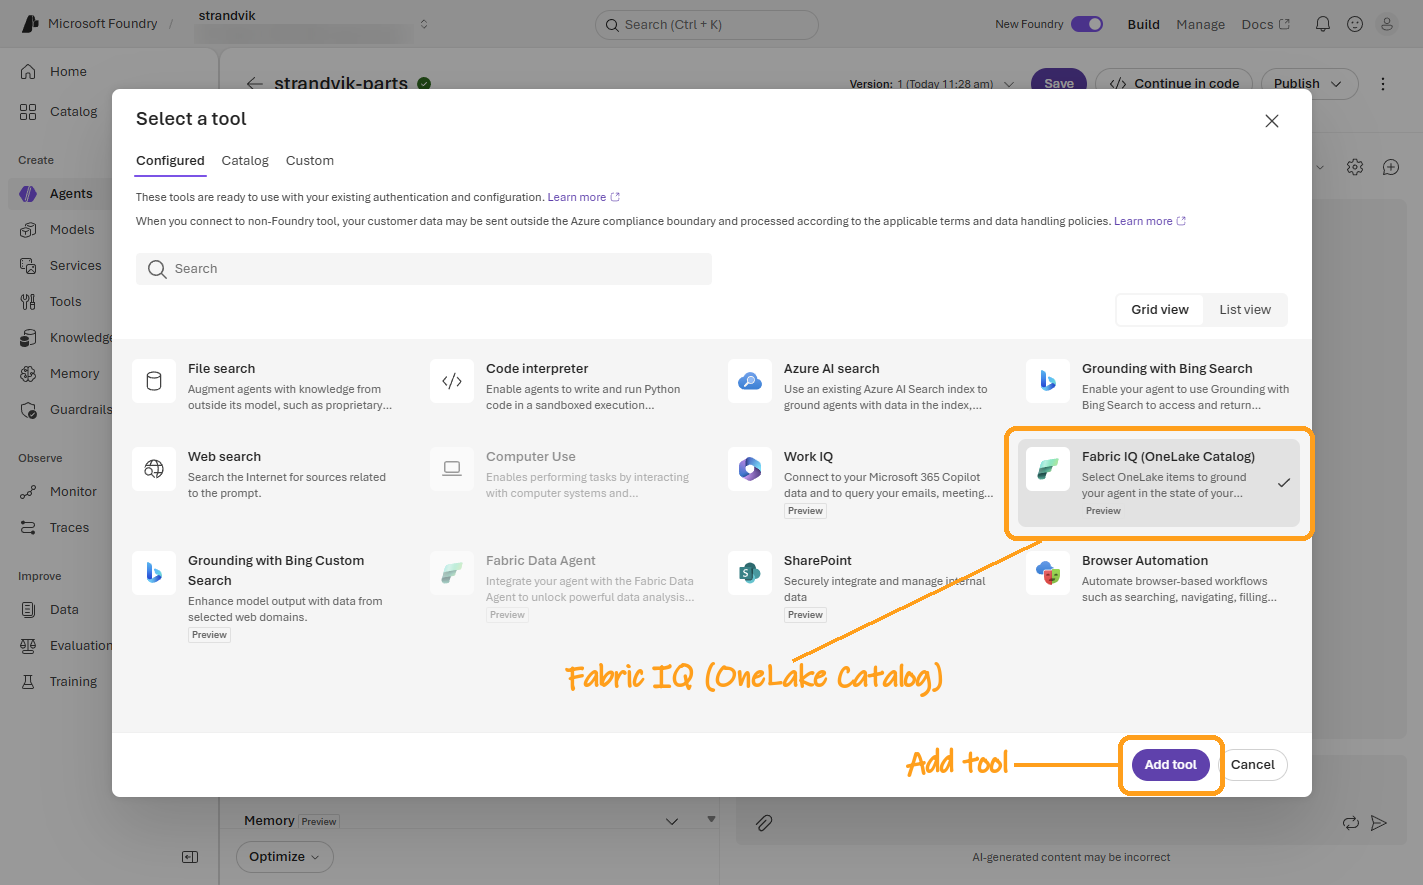 Microsoft Foundry / strandvik
Search (Ctrl + K)
New Foundry Build Manage Docs
Home
Catalog
Create
Agents
Models
Services
Tools
Knowledge
Memory
Guardrails
Observe
Monitor
Traces
Improve
Data
Evaluation
Training
strandvik-parts
Version: 1 (Today 11:28 am) Save Continue in code Publish
Select a tool
Configured Catalog Custom
These tools are ready to use with your existing authentication and configuration. Learn more
When you connect to non-Foundry tool, your customer data may be sent outside the Azure compliance boundary and processed according to the applicable terms and data handling policies. Learn more
Search
Grid view List view
File search
Augment agents with knowledge from
outside its model, such as proprietary...
Code interpreter
Enable agents to write and run Python
code in a sandboxed execution...
Azure AI search
Use an existing Azure AI Search index to
ground agents with data in the index,...
Grounding with Bing Search
Enable your agent to use Grounding with
Bing Search to access and return...
Web search
Search the Internet for sources related
to the prompt.
Computer Use
Enables performing tasks by interacting
with computer systems and...
Work IQ
Connect to your Microsoft 365 Copilot
data and to query your emails, meeting...
Preview
Fabric IQ (OneLake Catalog)
Select OneLake items to ground
your agent in the state of your...
Preview
Grounding with Bing Custom
Search
Enhance model output with data from
selected web domains.
Preview
Fabric Data Agent
Integrate your agent with the Fabric Data
Agent to unlock powerful data analysis...
Preview
SharePoint
Securely integrate and manage internal
data
Preview
Browser Automation
Automate browser-based workflows
such as searching, navigating, filling...
Fabric IQ (OneLake Catalog)
Add tool
Add tool Cancel
Memory Preview
Optimize
AI-generated content may be incorrect